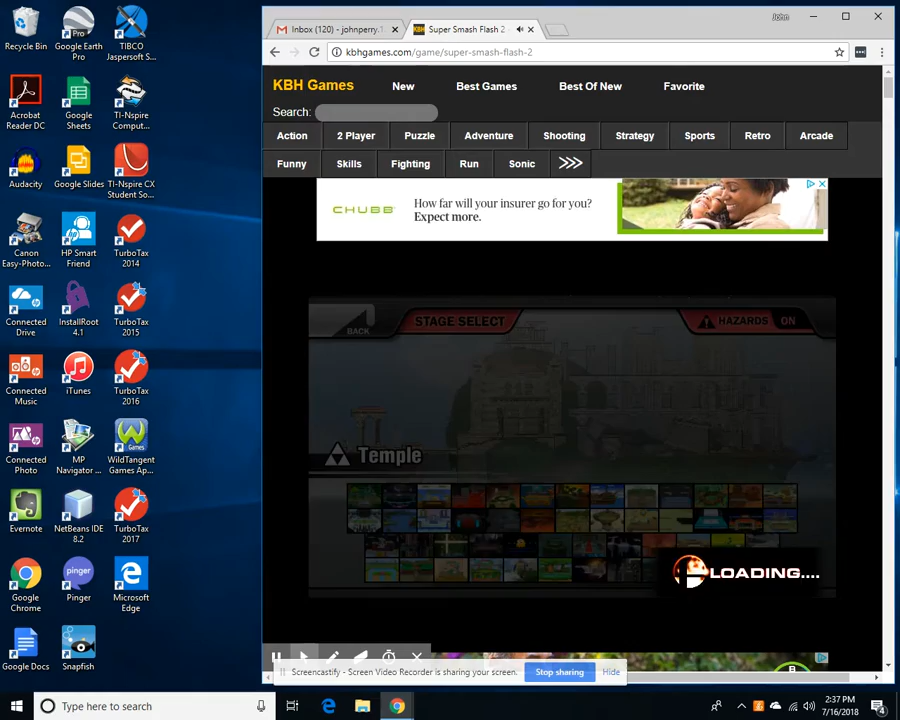 Recycle Bin
Google Earth Pro
TIBCO Jaspersoft S...
Acrobat Reader DC
Google Sheets
TI-Nspire Comput...
Audacity
Google Slides
TI-Nspire CX Student So...
Canon Easy-Photo...
HP Smart Friend
TurboTax 2014
Connected Drive
InstallRoot 4.1
TurboTax 2015
Connected Music
iTunes
TurboTax 2016
Connected Photo
MP Navigator ...
WildTangent Games Ap...
Evernote
NetBeans IDE 8.2
TurboTax 2017
Google Chrome
Pinger
Microsoft Edge
Google Docs
Snapfish
John
Inbox (120) - johnperry.
Super Smash Flash 2
kbhgames.com/game/super-smash-flash-2
KBH Games New Best Games Best Of New Favorite
Search:
Action 2 Player Puzzle Adventure Shooting Strategy Sports Retro Arcade
Funny Skills Fighting Run Sonic >>>
CHUBB
How far will your insurer go for you?
Expect more.
BACK STAGE SELECT HAZARDS ON
Temple
LOADING....
Screencastify - Screen Video Recorder is sharing your screen. Stop sharing Hide
Type here to search
2:37 PM
7/16/2018